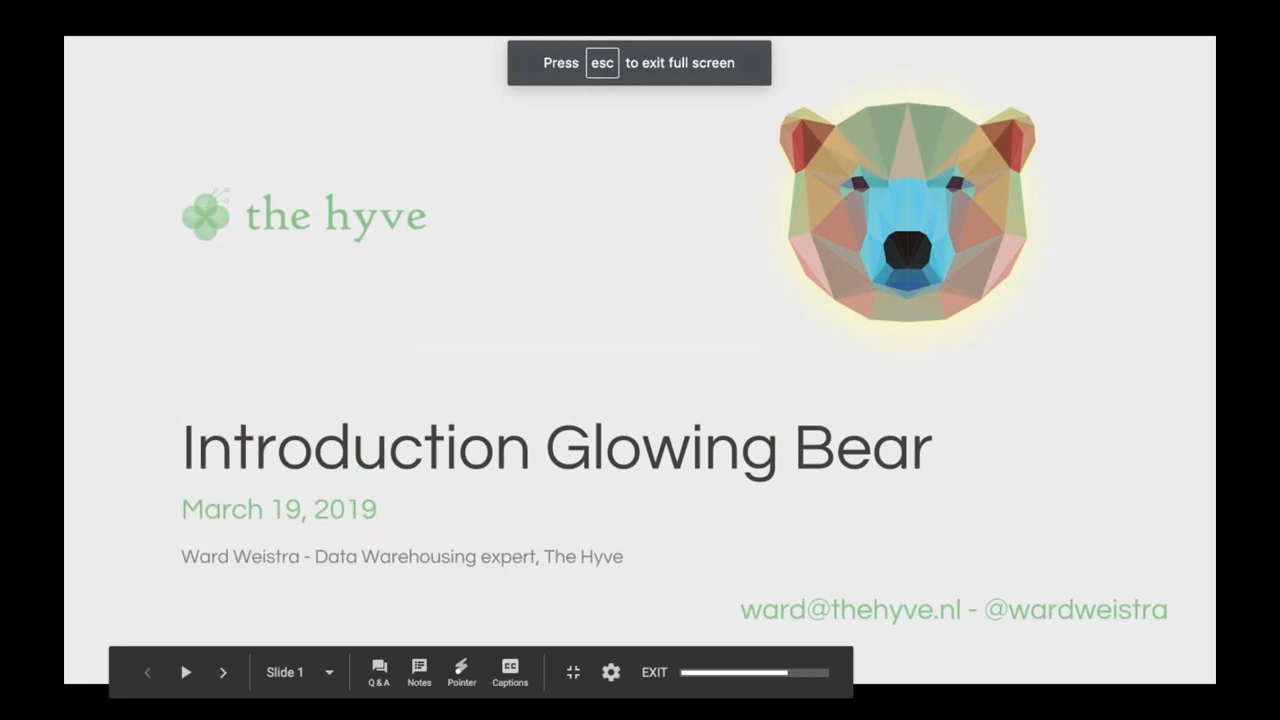 Press esc to exit full screen
the hyve
Introduction Glowing Bear
March 19, 2019
Ward Weistra - Data Warehousing expert, The Hyve
ward@thehyve.nl - @wardweistra
Slide 1
Q & A Notes Pointer Captions
EXIT